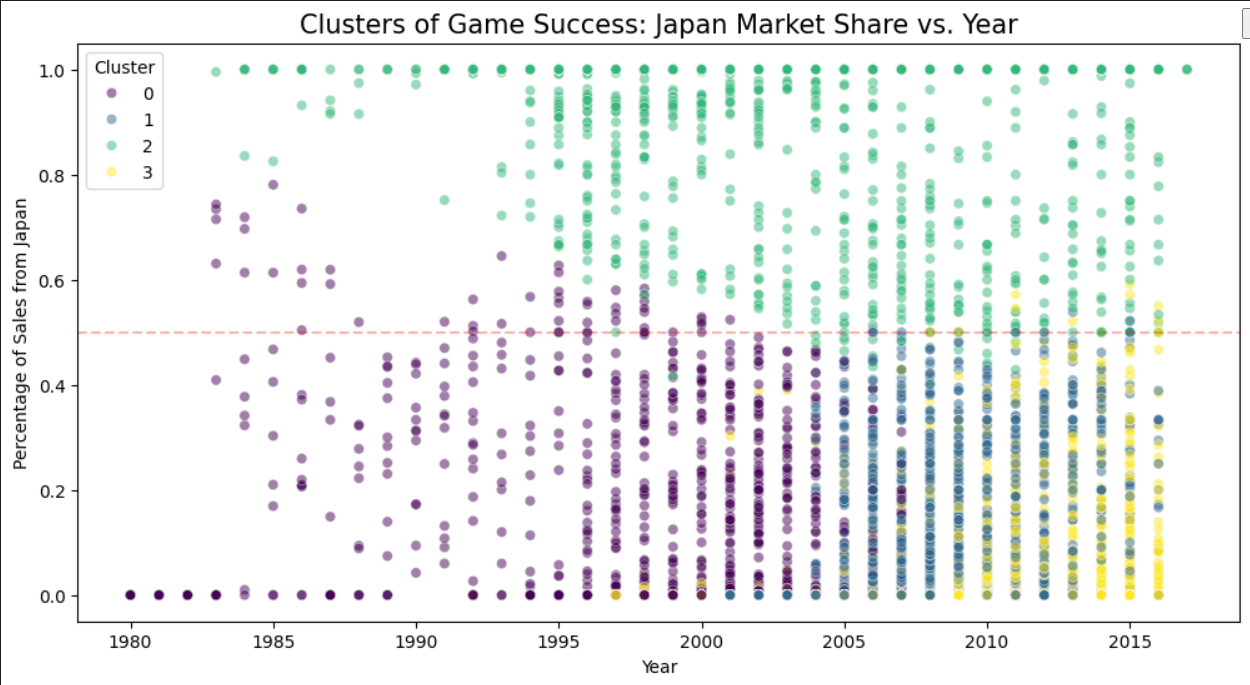 Clusters of Game Success: Japan Market Share vs. Year
Cluster
0
1
2
3
Percentage of Sales from Japan
1.0
0.8
0.6
0.4
0.2
0.0
1980 1985 1990 1995 2000 2005 2010 2015
Year